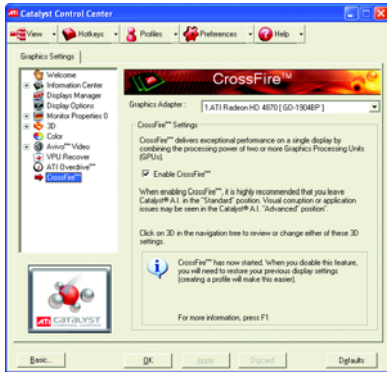 Catalyst Control Center
View
Hotkeys
Profiles
Preferences
Help
Graphics Settings
Welcome
Information Center
Displays Manager
Display Options
Monitor Properties 0
3D
Color
Avivo™ Video
VPU Recover
ATI Overdrive™
CrossFire™
CrossFire™
Graphics Adapter :
1.ATI Radeon HD 4870 [ GD-1904BP ]
CrossFire™ Settings
CrossFire™ delivers exceptional performance on a single display by
combining the processing power of two or more Graphics Processing Units
(GPUs).
Enable CrossFire™
When enabling CrossFire™, it is highly recommended that you leave
Catalyst® A.I. in the "Standard" position. Visual corruption or application
issues may be seen in the Catalyst® A.I. "Advanced" position".
Click on 3D in the navigation tree to review or change either of these 3D
settings.
CrossFire™ has now started. When you disable this feature,
you will need to restore your previous display settings
(creating a profile will make this easier).
For more information, press F1
ATI CATALYST
CONTROL CENTER
Basic...
OK
Apply
Discard
Defaults